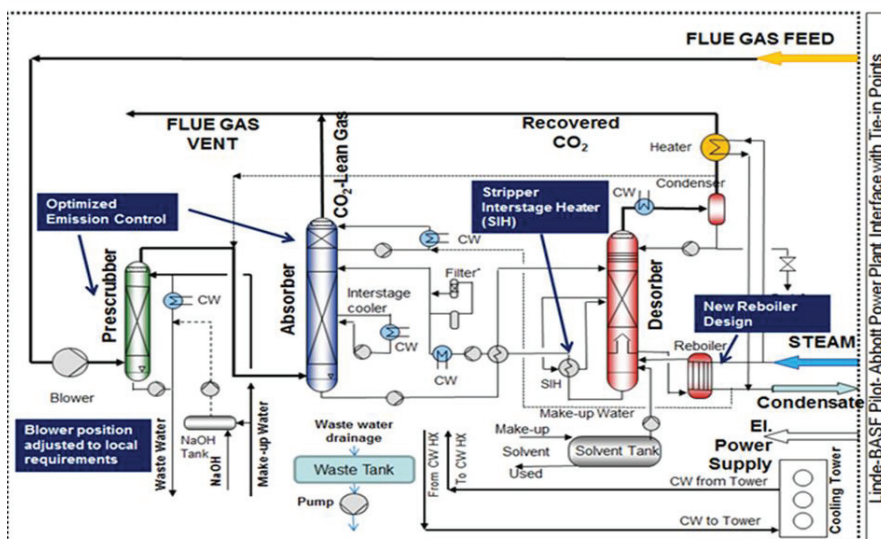 FLUE GAS FEED
FLUE GAS
VENT
CO₂-Lean Gas
Recovered
CO₂
Heater
Condenser
CW
Optimized
Emission Control
Stripper
Interstage Heater
(SIH)
CW
Prescrubber
CW
Absorber
Interstage
cooler
CW
Filter*
Desorber
New Reboiler
Design
STEAM
Reboiler
Blower
CW
SIH
Condensate
Make-up Water
Blower position
adjusted to local
requirements
NaOH
Tank
Waste Water
NaOH
Make-up Water
Waste water
drainage
Waste Tank
Pump
Make-up
Solvent
Used
Solvent Tank
El.
Power
Supply
From CW HX
To CW HX
CW from Tower
CW to Tower
Cooling Tower
Linde-BASF Pilot- Abbott Power Plant Interface with Tie-in Points